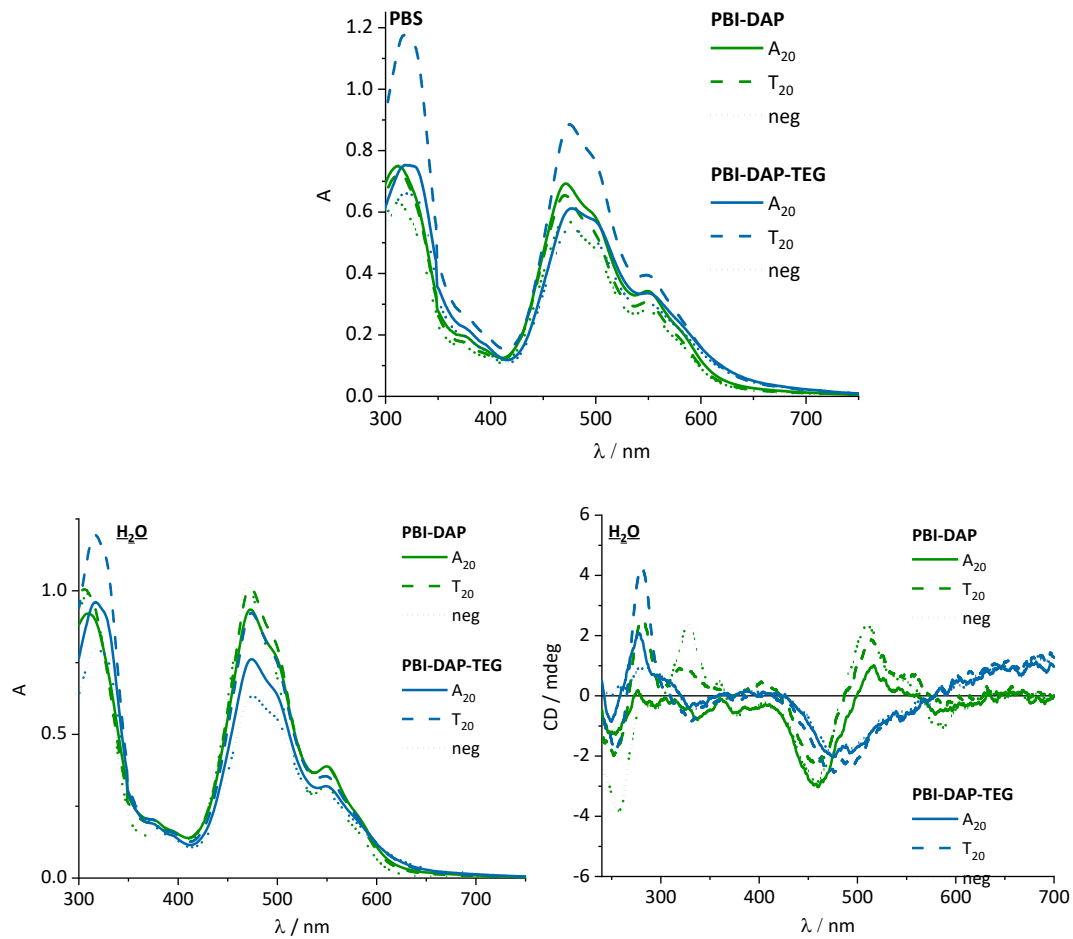 PBS
PBI-DAP
A20
T20
neg
PBI-DAP-TEG
A20
T20
neg
1.2
1.0
0.8
0.6
0.4
0.2
0.0
A
300 400 500 600 700
λ / nm
H2O
PBI-DAP
A20
T20
neg
PBI-DAP-TEG
A20
T20
neg
1.0
0.5
0.0
A
300 400 500 600 700
λ / nm
H2O
PBI-DAP
A20
T20
neg
PBI-DAP-TEG
A20
T20
neg
6
4
2
0
-2
-4
-6
CD / mdeg
300 400 500 600 700
λ / nm